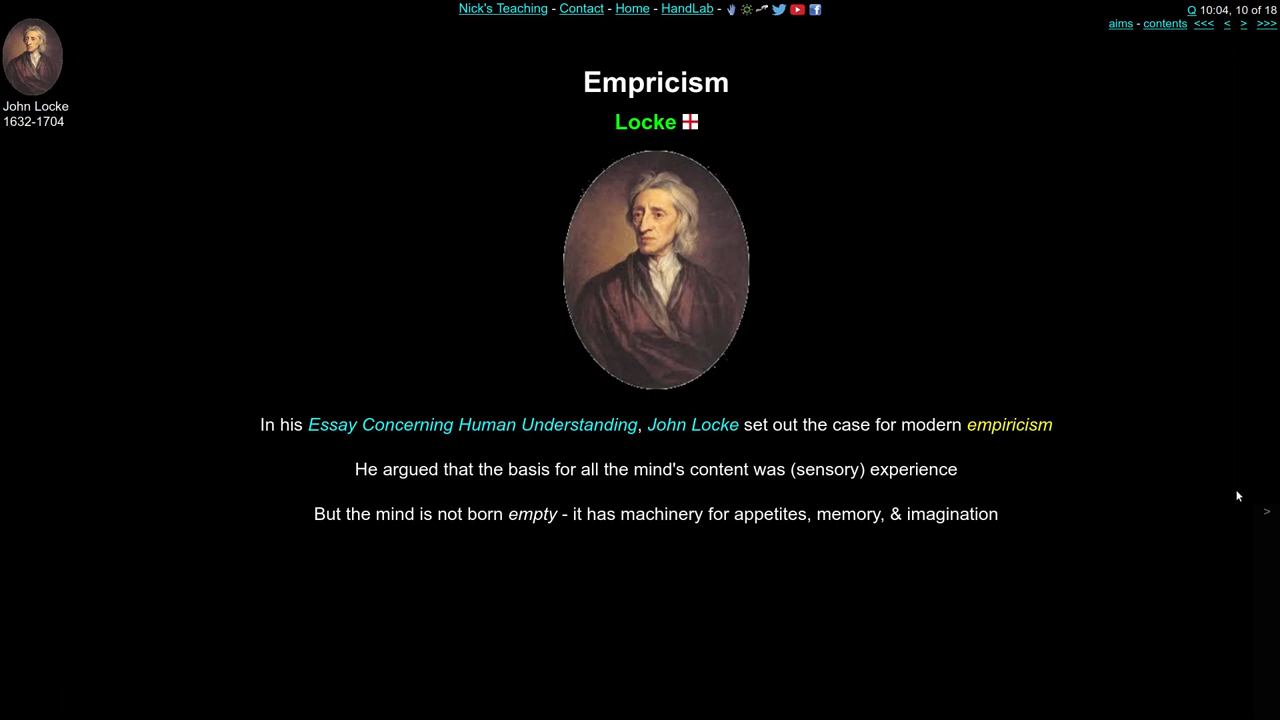 Nick's Teaching - Contact - Home - HandLab -
Q 10:04, 10 of 18
aims - contents <<< < > >>>
John Locke
1632-1704
Empricism
Locke
In his Essay Concerning Human Understanding, John Locke set out the case for modern empiricism
He argued that the basis for all the mind's content was (sensory) experience
But the mind is not born empty - it has machinery for appetites, memory, & imagination
>